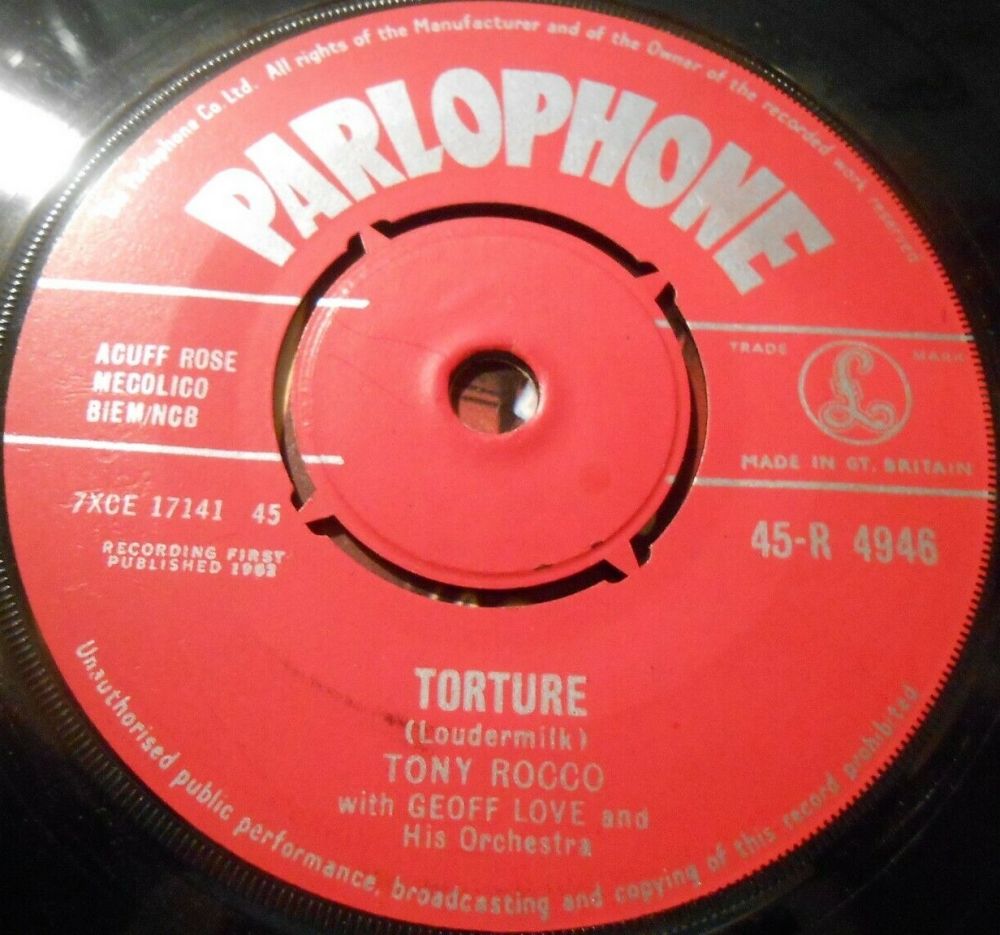 The Parlophone Co. Ltd. All rights of the Manufacturer and of the Owner of the recorded work reserved
PARLOPHONE
ACUFF ROSE
MECOLICO
BIEM/NCB
TRADE MARK
£
MADE IN GT. BRITAIN
7XCE 17141 45
RECORDING FIRST
PUBLISHED 1962
45-R 4946
TORTURE
(Loudermilk)
TONY ROCCO
with GEOFF LOVE and
His Orchestra
Unauthorised public performance, broadcasting and copying of this record prohibited